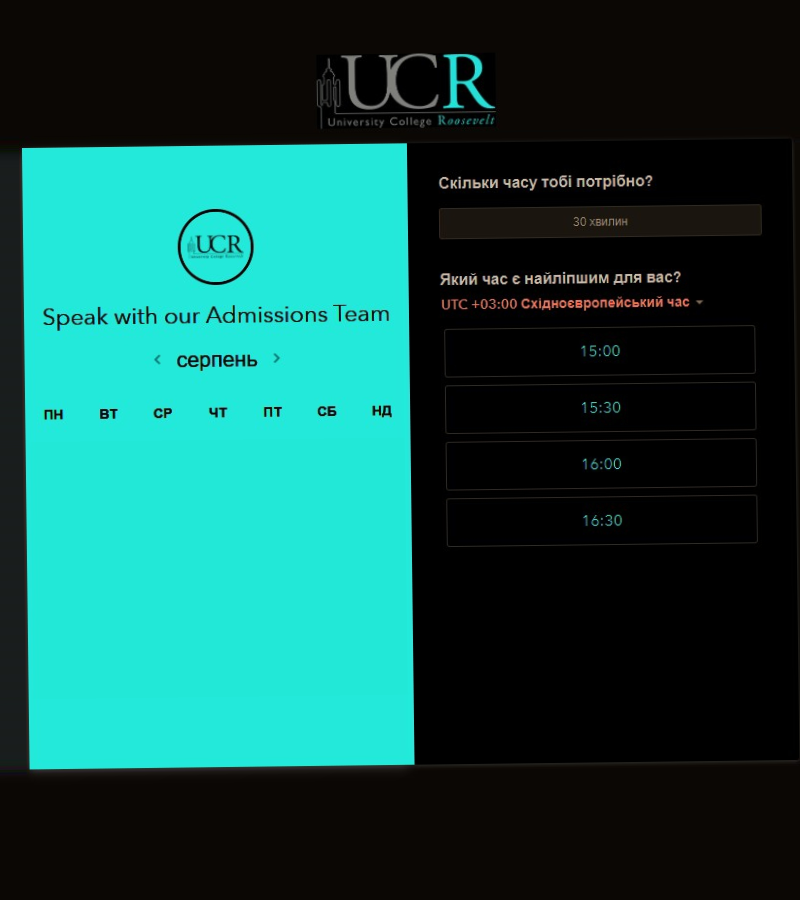 UCR
University College Roosevelt
UCR
University College Roosevelt
Speak with our Admissions Team
серпень
ПН ВТ СР ЧТ ПТ СБ НД
Скільки часу тобі потрібно?
30 хвилин
Який час є найліпшим для вас?
UTC +03:00 Східноєвропейський час
15:00
15:30
16:00
16:30